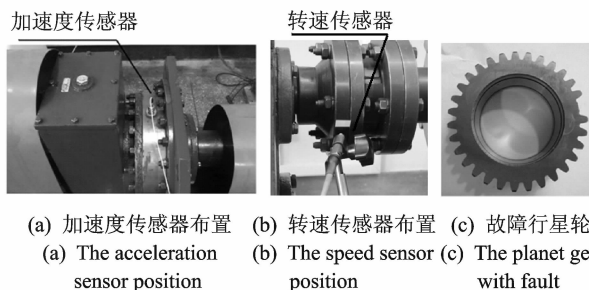 加速度传感器
转速传感器
(a) 加速度传感器布置 (b) 转速传感器布置 (c) 故障行星轮
(a) The acceleration (b) The speed sensor (c) The planet ge
sensor position position with fault